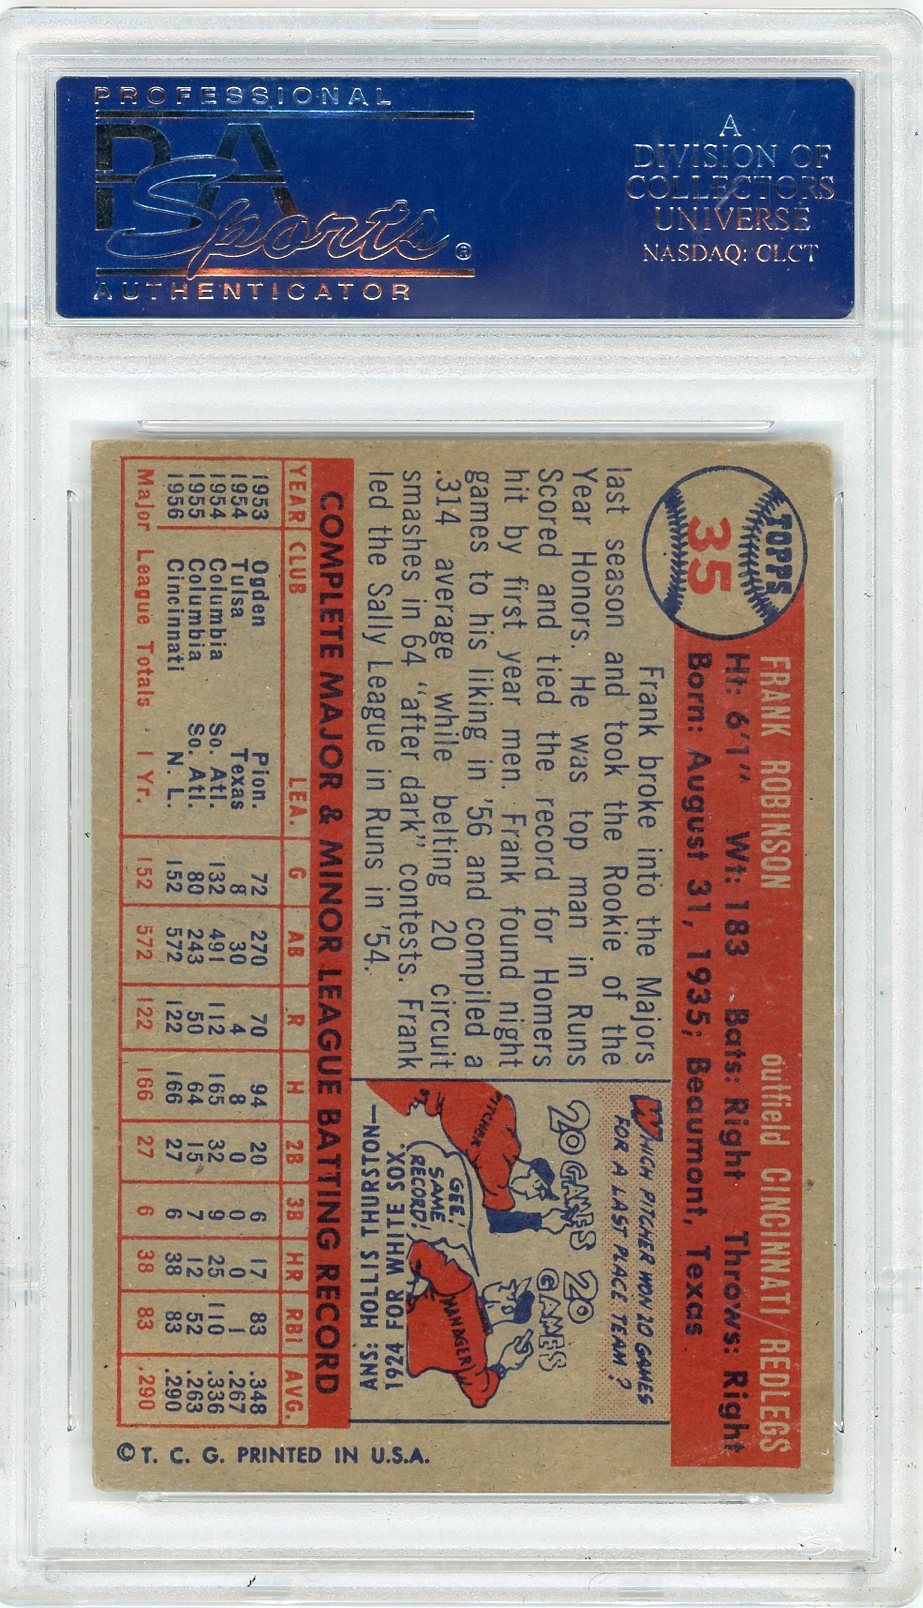 PROFESSIONAL
PSA
Sports®
AUTHENTICATOR
A
DIVISION OF
COLLECTORS
UNIVERSE
NASDAQ: CLCT
TOPPS
35
FRANK ROBINSON outfield CINCINNATI REDLEGS
Ht: 6'1" Wt: 183 Bats: Right Throws: Right
Born: August 31, 1935; Beaumont, Texas
Frank broke into the Majors
last season and took the Rookie of the
Year Honors. He was top man in Runs
Scored and tied the record for Homers
hit by first year men. Frank found night
games to his liking in '56 and compiled a
.314 average while belting 20 circuit
smashes in 64 "after dark" contests. Frank
led the Sally League in Runs in '54.
WHICH PITCHER WON 20 GAMES
FOR A LAST PLACE TEAM?
20 GAMES
20 GAMES
PITCHER
GEE!
SAME
RECORD!
MANAGER
ANS: HOLLIS THURSTON—
1924 FOR WHITE SOX.
COMPLETE MAJOR & MINOR LEAGUE BATTING RECORD
YEAR CLUB LEA. G AB R H 2B 3B HR RBI AVG.
1953 Ogden Pion. 72 270 70 94 20 6 17 83 .348
1954 Tulsa Texas 8 30 4 8 0 0 0 1 .267
1954 Columbia So. Atl. 132 491 112 165 32 9 25 110 .336
1955 Columbia So. Atl. 80 243 50 64 15 7 12 52 .263
1956 Cincinnati N. L. 152 572 122 166 27 6 38 83 .290
Major League Totals 1 Yr. 152 572 122 166 27 6 38 83 .290
© T. C. G. PRINTED IN U.S.A.